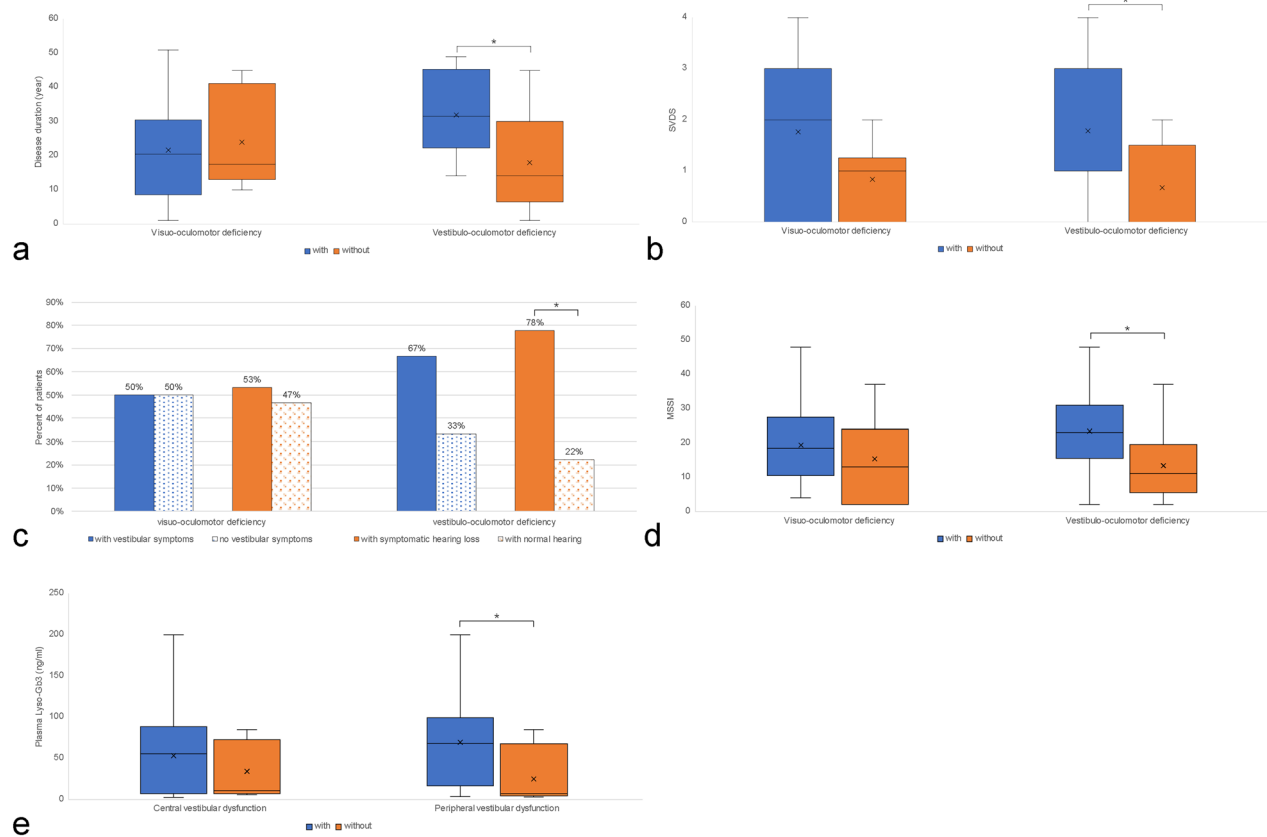 60
50
40
30
20
10
0
Disease duration (year)
*
Visuo-oculomotor deficiency
Vestibulo-oculomotor deficiency
with without
a
4
3
2
1
0
SVDS
*
Visuo-oculomotor deficiency
Vestibulo-oculomotor deficiency
with without
b
90%
80%
70%
60%
50%
40%
30%
20%
10%
0%
Percent of patients
50%
50%
53%
47%
67%
33%
78%
22%
*
visuo-oculomotor deficiency
vestibulo-oculomotor deficiency
with vestibular symptoms no vestibular symptoms with symptomatic hearing loss with normal hearing
c
60
50
40
30
20
10
0
MSSI
*
Visuo-oculomotor deficiency
Vestibulo-oculomotor deficiency
with without
d
250
200
150
100
50
0
Plasma Lyso-Gb3 (ng/ml)
*
Central vestibular dysfunction
Peripheral vestibular dysfunction
with without
e